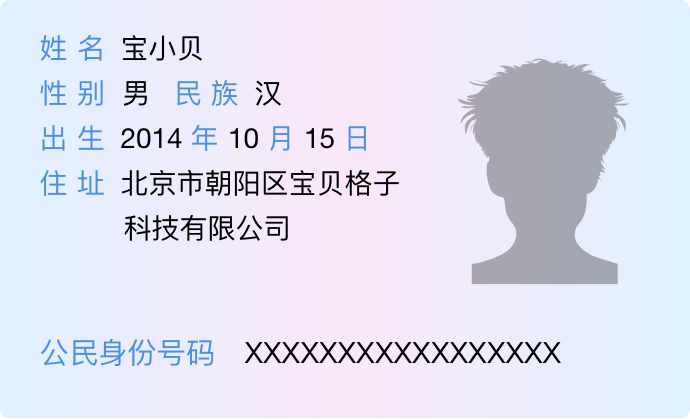 姓名 宝小贝
性别 男 民族 汉
出生 2014 年 10 月 15 日
住址 北京市朝阳区宝贝格子
科技有限公司
公民身份号码 XXXXXXXXXXXXXXXXX